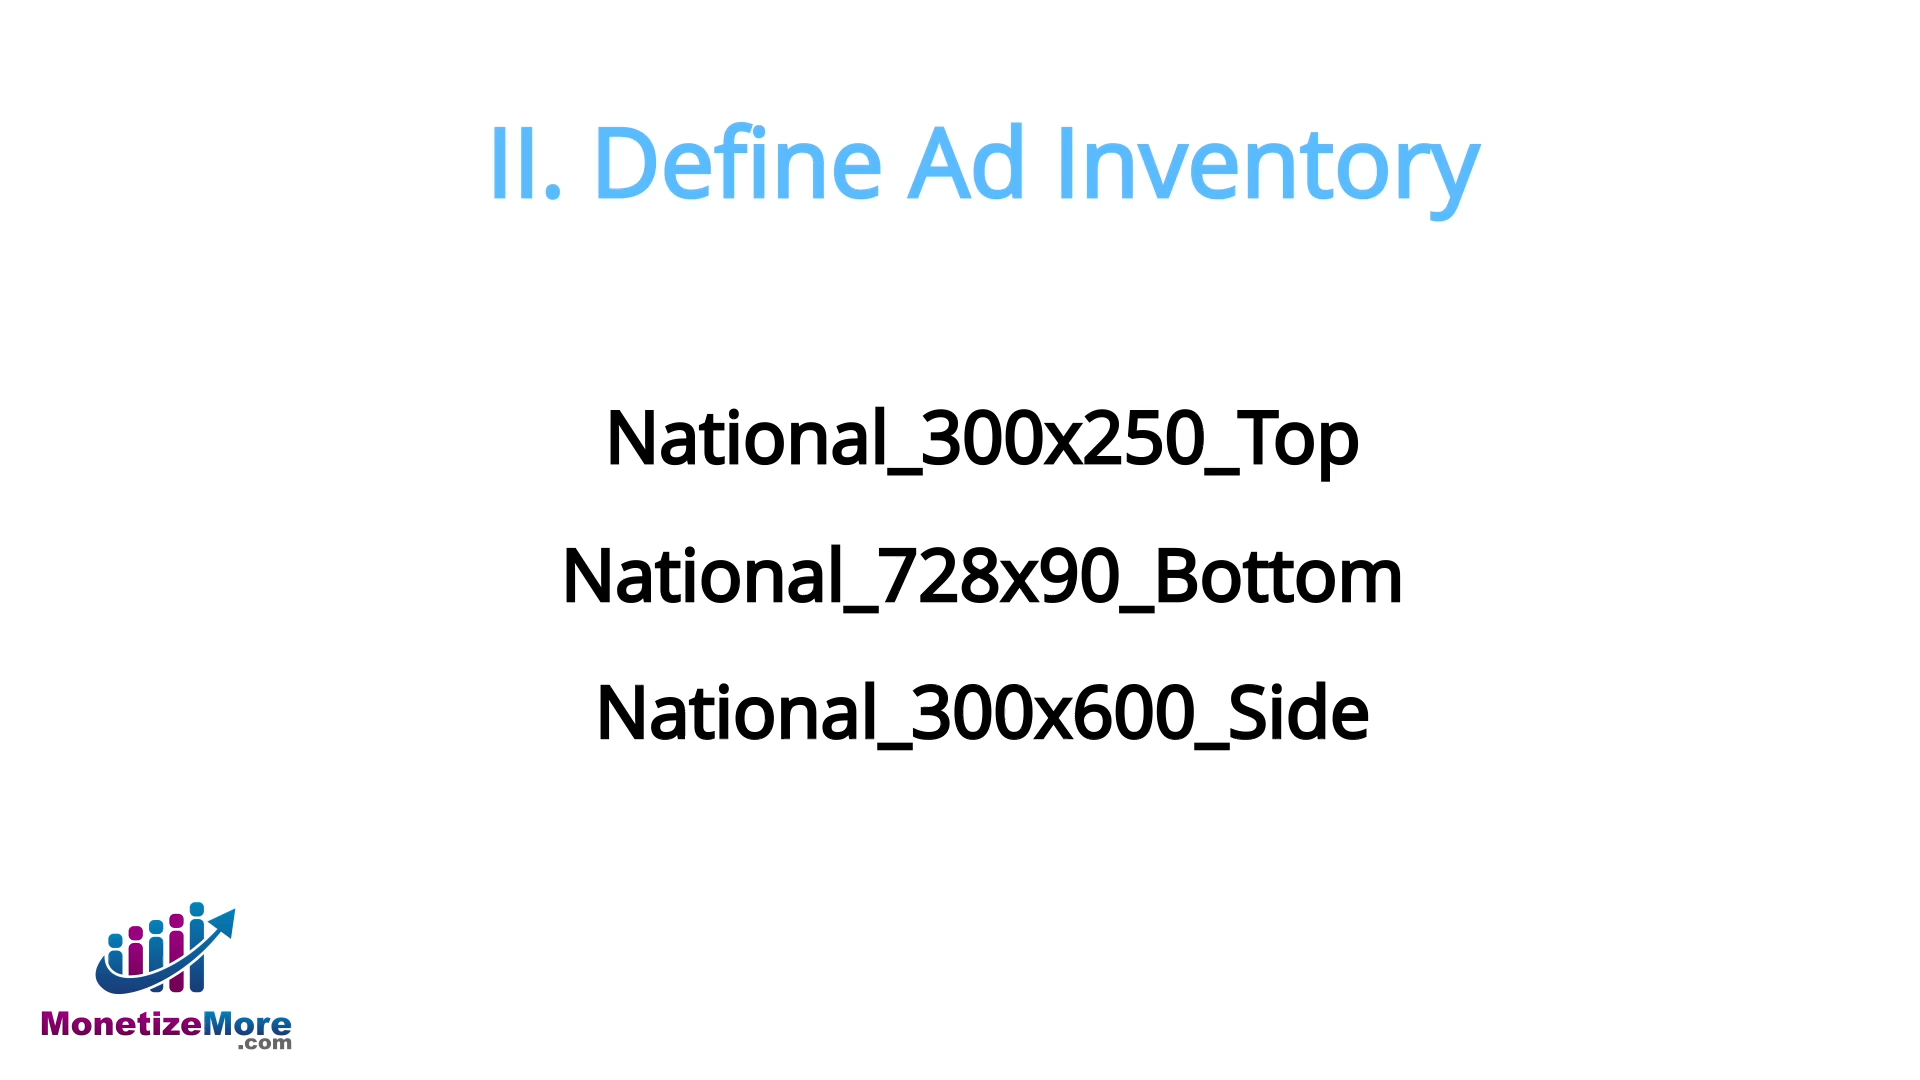 II. Define Ad Inventory
National_300x250_Top
National_728x90_Bottom
National_300x600_Side
MonetizeMore
.com